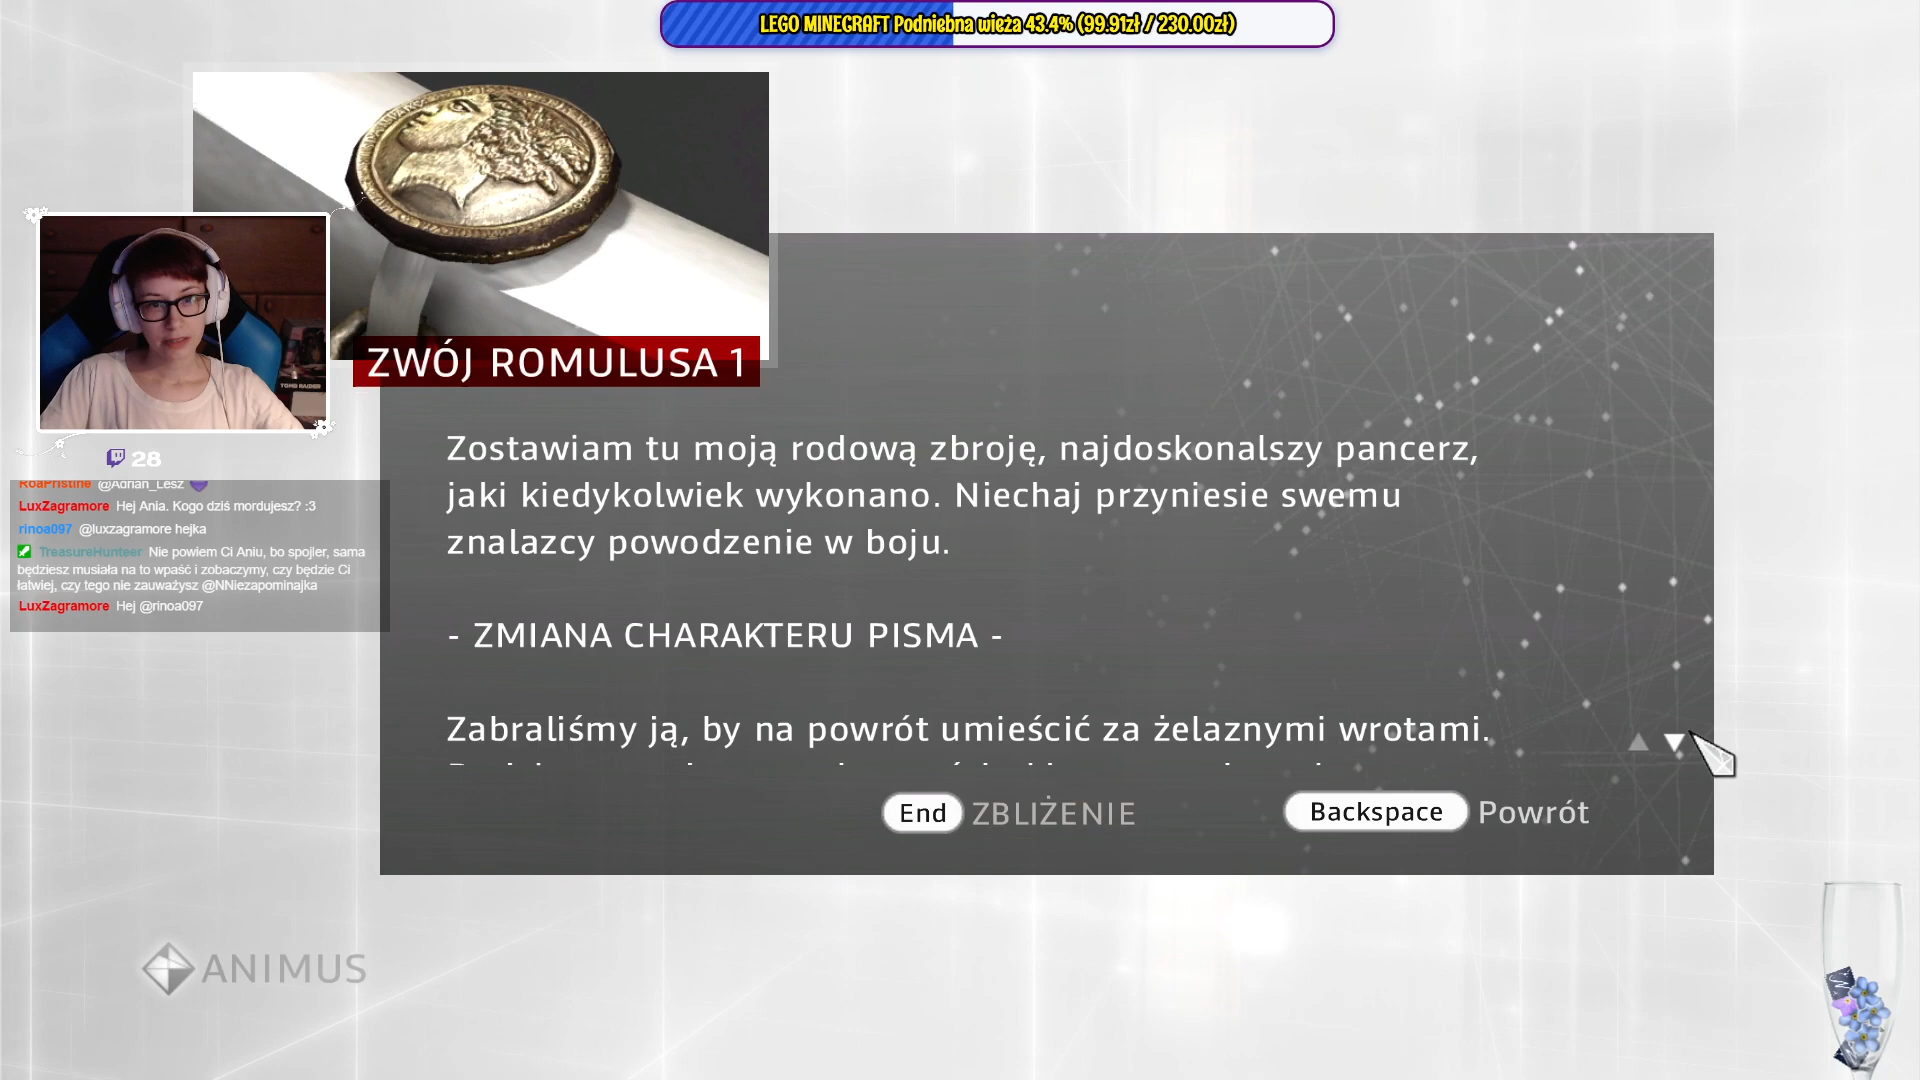 LEGO MINECRAFT Podniebna wieża 43.4% (99.91zł / 230.00zł)
ZWÓJ ROMULUSA 1
TOMB RAIDER
28
RoaPristine @Adrian_Lesz
LuxZagramore Hej Ania. Kogo dziś mordujesz? :3
rinoa097 @luxzagramore hejka
TreasureHunteer Nie powiem Ci Aniu, bo spojler, sama
będziesz musiała na to wpaść i zobaczymy, czy będzie Ci
łatwiej, czy tego nie zauważysz @NNiezapominajka
LuxZagramore Hej @rinoa097
Zostawiam tu moją rodową zbroję, najdoskonalszy pancerz,
jaki kiedykolwiek wykonano. Niechaj przyniesie swemu
znalazcy powodzenie w boju.
- ZMIANA CHARAKTERU PISMA -
Zabraliśmy ją, by na powrót umieścić za żelaznymi wrotami.
End ZBLIŻENIE
Backspace Powrót
ANIMUS